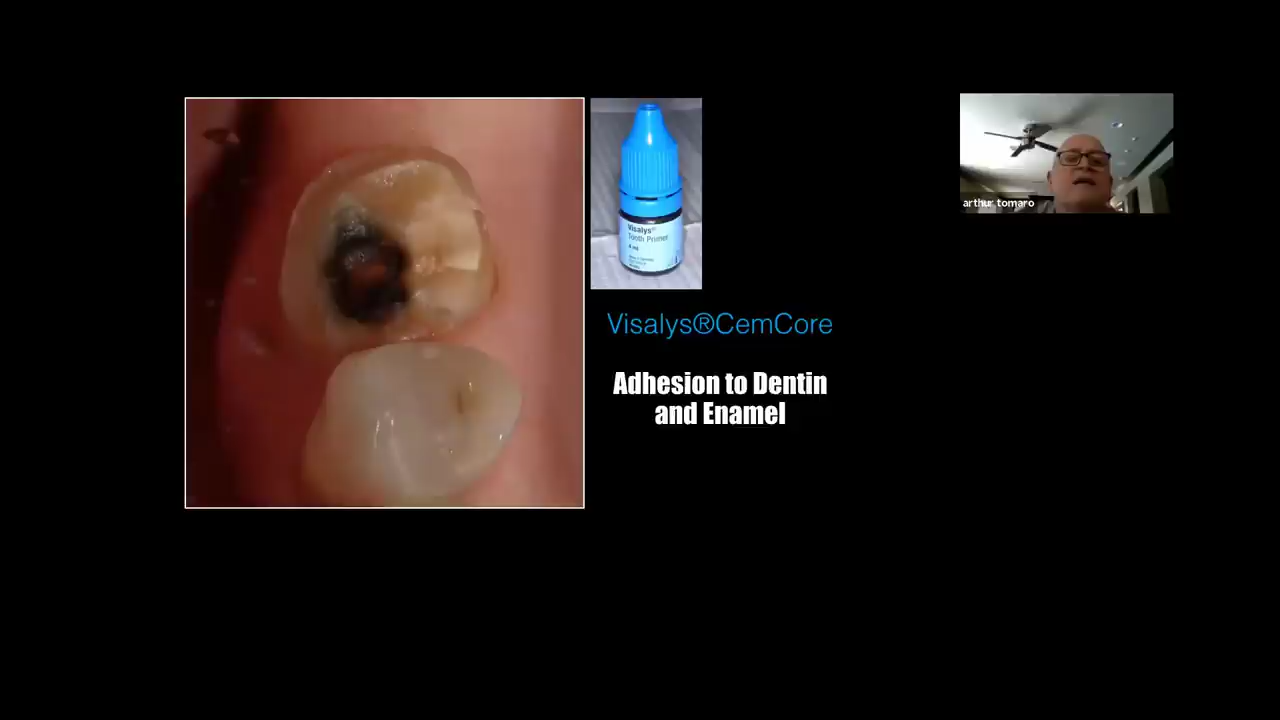 Visalys®
Tooth Primer
arthur tomaro
Visalys®CemCore
Adhesion to Dentin
and Enamel